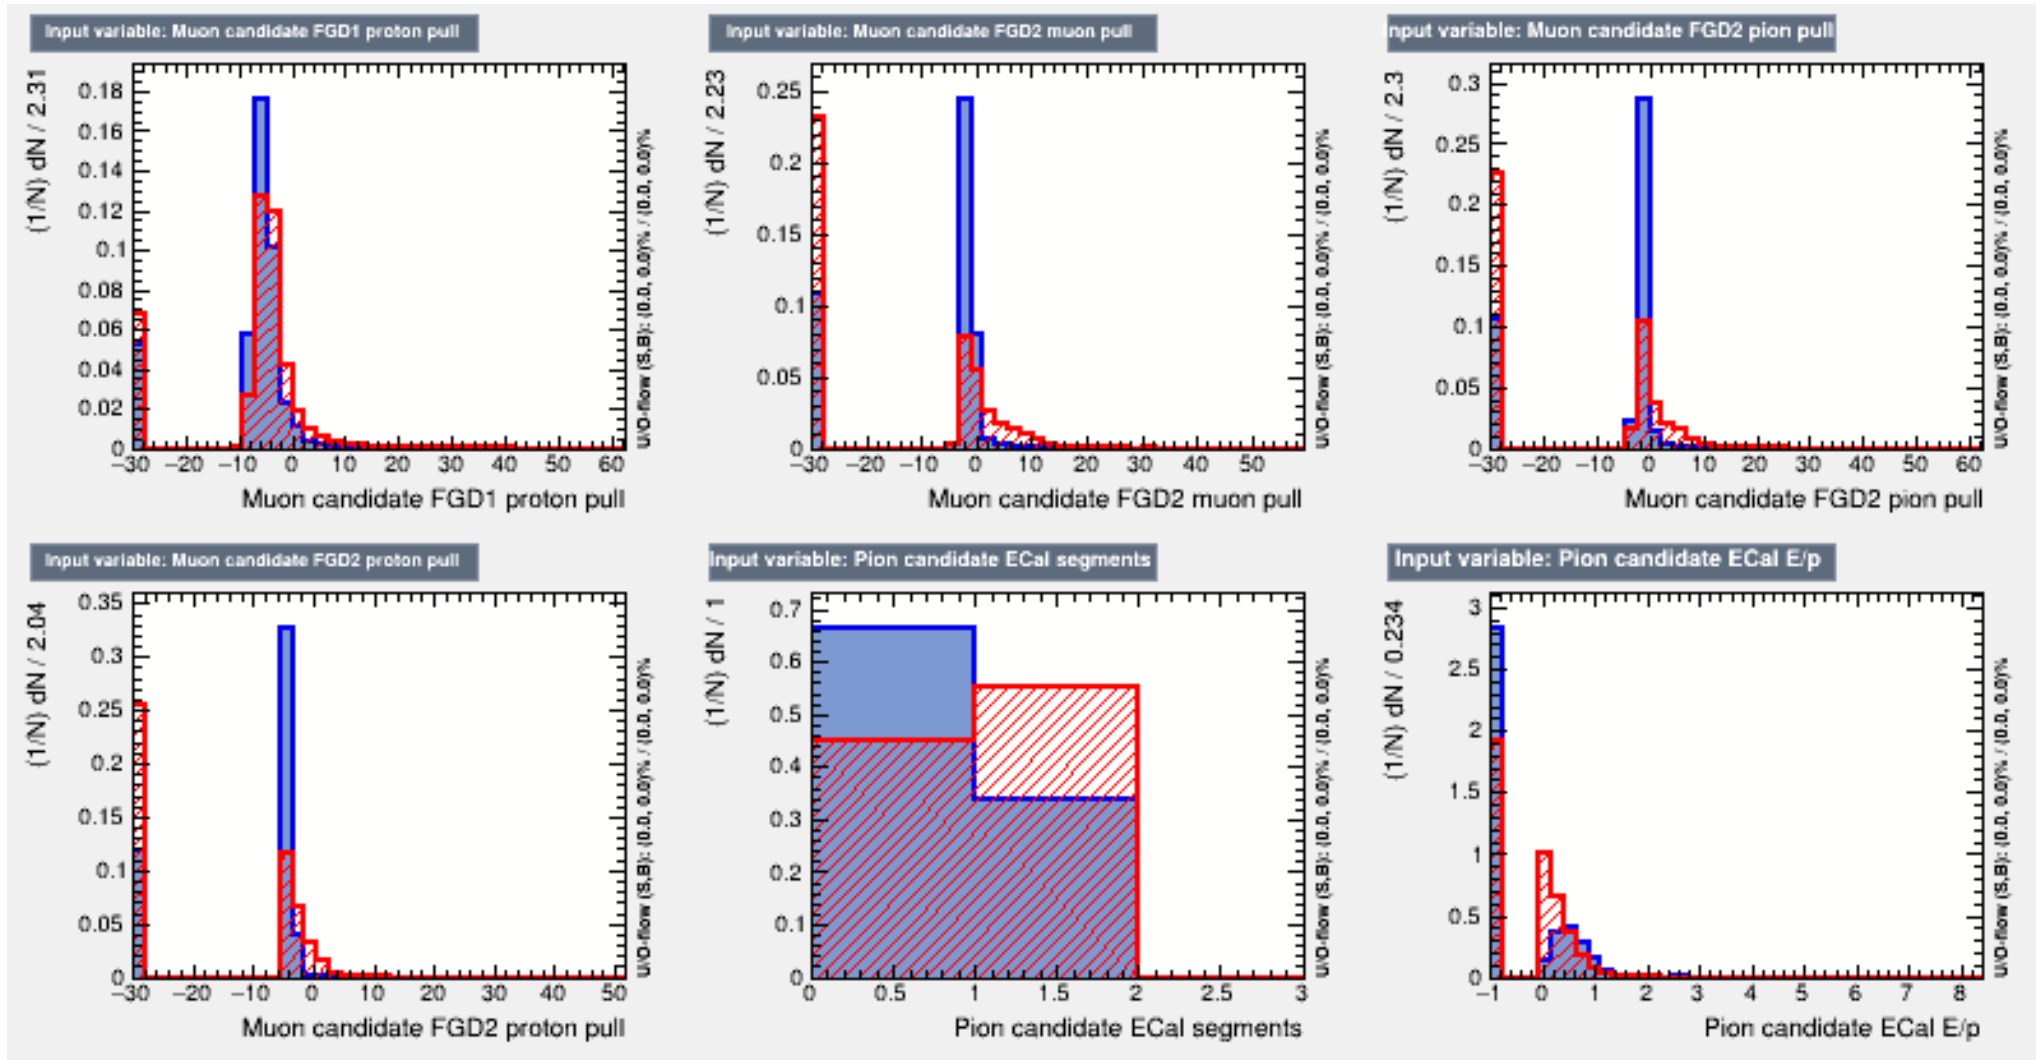 Input variable: Muon candidate FGD1 proton pull
(1/N) dN / 2.31
0.18
0.16
0.14
0.12
0.1
0.08
0.06
0.04
0.02
0
−30 −20 −10 0 10 20 30 40 50 60
Muon candidate FGD1 proton pull
U/O-flow (S,B): (0.0, 0.0)% / (0.0, 0.0)%
Input variable: Muon candidate FGD2 muon pull
(1/N) dN / 2.23
0.25
0.2
0.15
0.1
0.05
0
−30 −20 −10 0 10 20 30 40 50
Muon candidate FGD2 muon pull
U/O-flow (S,B): (0.0, 0.0)% / (0.0, 0.0)%
nput variable: Muon candidate FGD2 pion pull
(1/N) dN / 2.3
0.3
0.25
0.2
0.15
0.1
0.05
0
−30 −20 −10 0 10 20 30 40 50 60
Muon candidate FGD2 pion pull
U/O-flow (S,B): (0.0, 0.0)% / (0.0, 0.0)%
Input variable: Muon candidate FGD2 proton pull
(1/N) dN / 2.04
0.35
0.3
0.25
0.2
0.15
0.1
0.05
0
−30 −20 −10 0 10 20 30 40 50
Muon candidate FGD2 proton pull
U/O-flow (S,B): (0.0, 0.0)% / (0.0, 0.0)%
Input variable: Pion candidate ECal segments
(1/N) dN / 1
0.7
0.6
0.5
0.4
0.3
0.2
0.1
0
0 0.5 1 1.5 2 2.5 3
Pion candidate ECal segments
U/O-flow (S,B): (0.0, 0.0)% / (0.0, 0.0)%
Input variable: Pion candidate ECal E/p
(1/N) dN / 0.234
3
2.5
2
1.5
1
0.5
0
−1 0 1 2 3 4 5 6 7 8
Pion candidate ECal E/p
U/O-flow (S,B): (0.0, 0.0)% / (0.0, 0.0)%